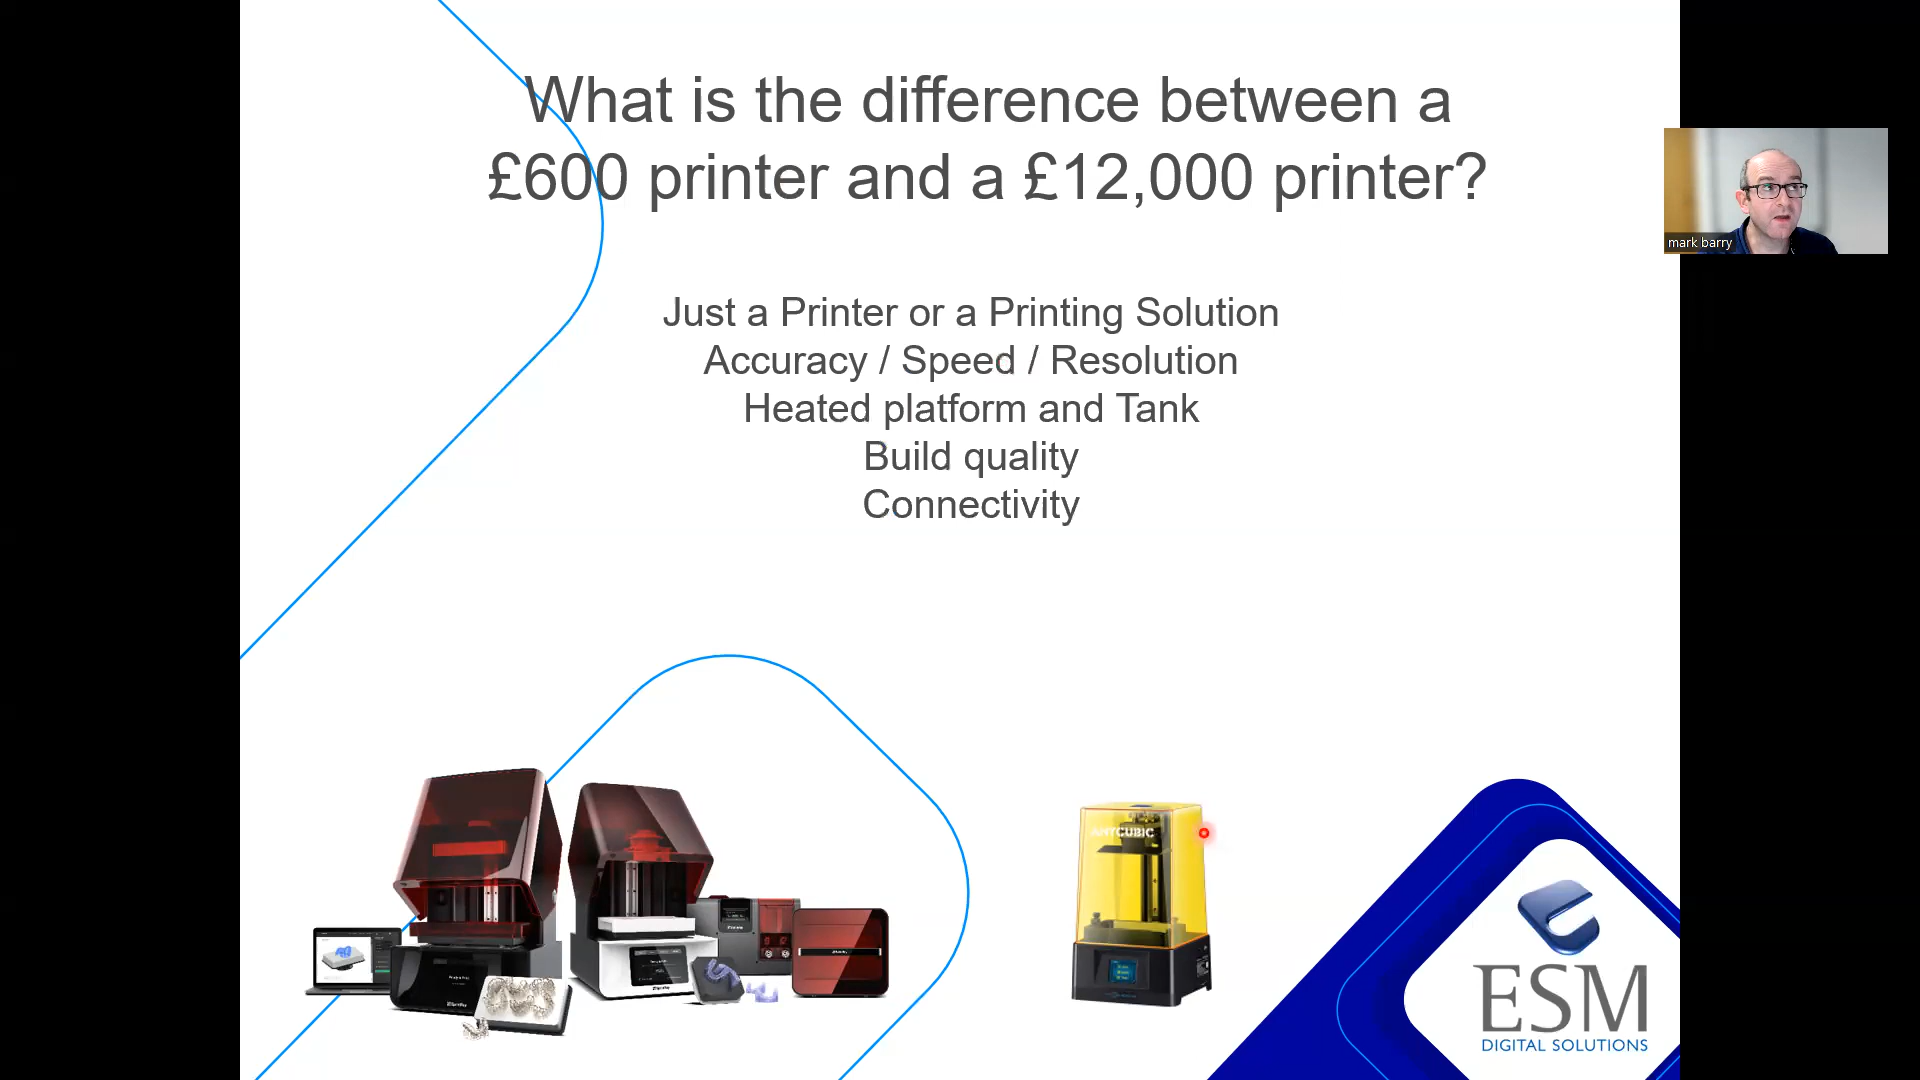 What is the difference between a
£600 printer and a £12,000 printer?
mark barry
Just a Printer or a Printing Solution
Accuracy / Speed / Resolution
Heated platform and Tank
Build quality
Connectivity
ANYCUBIC
ESM
DIGITAL SOLUTIONS